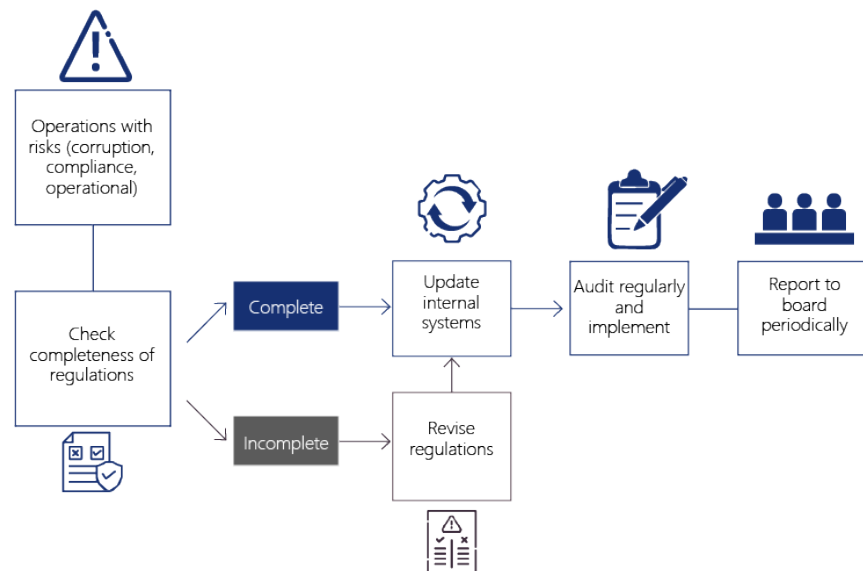 Operations with
risks (corruption,
compliance,
operational)
Check
completeness of
regulations
Complete
Incomplete
Update
internal
systems
Revise
regulations
Audit regularly
and
implement
Report to
board
periodically